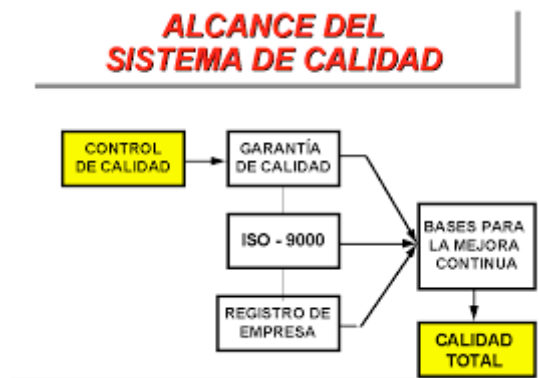 ALCANCE DEL
SISTEMA DE CALIDAD
CONTROL
DE CALIDAD
GARANTÍA
DE CALIDAD
ISO - 9000
REGISTRO DE
EMPRESA
BASES PARA
LA MEJORA
CONTINUA
CALIDAD
TOTAL